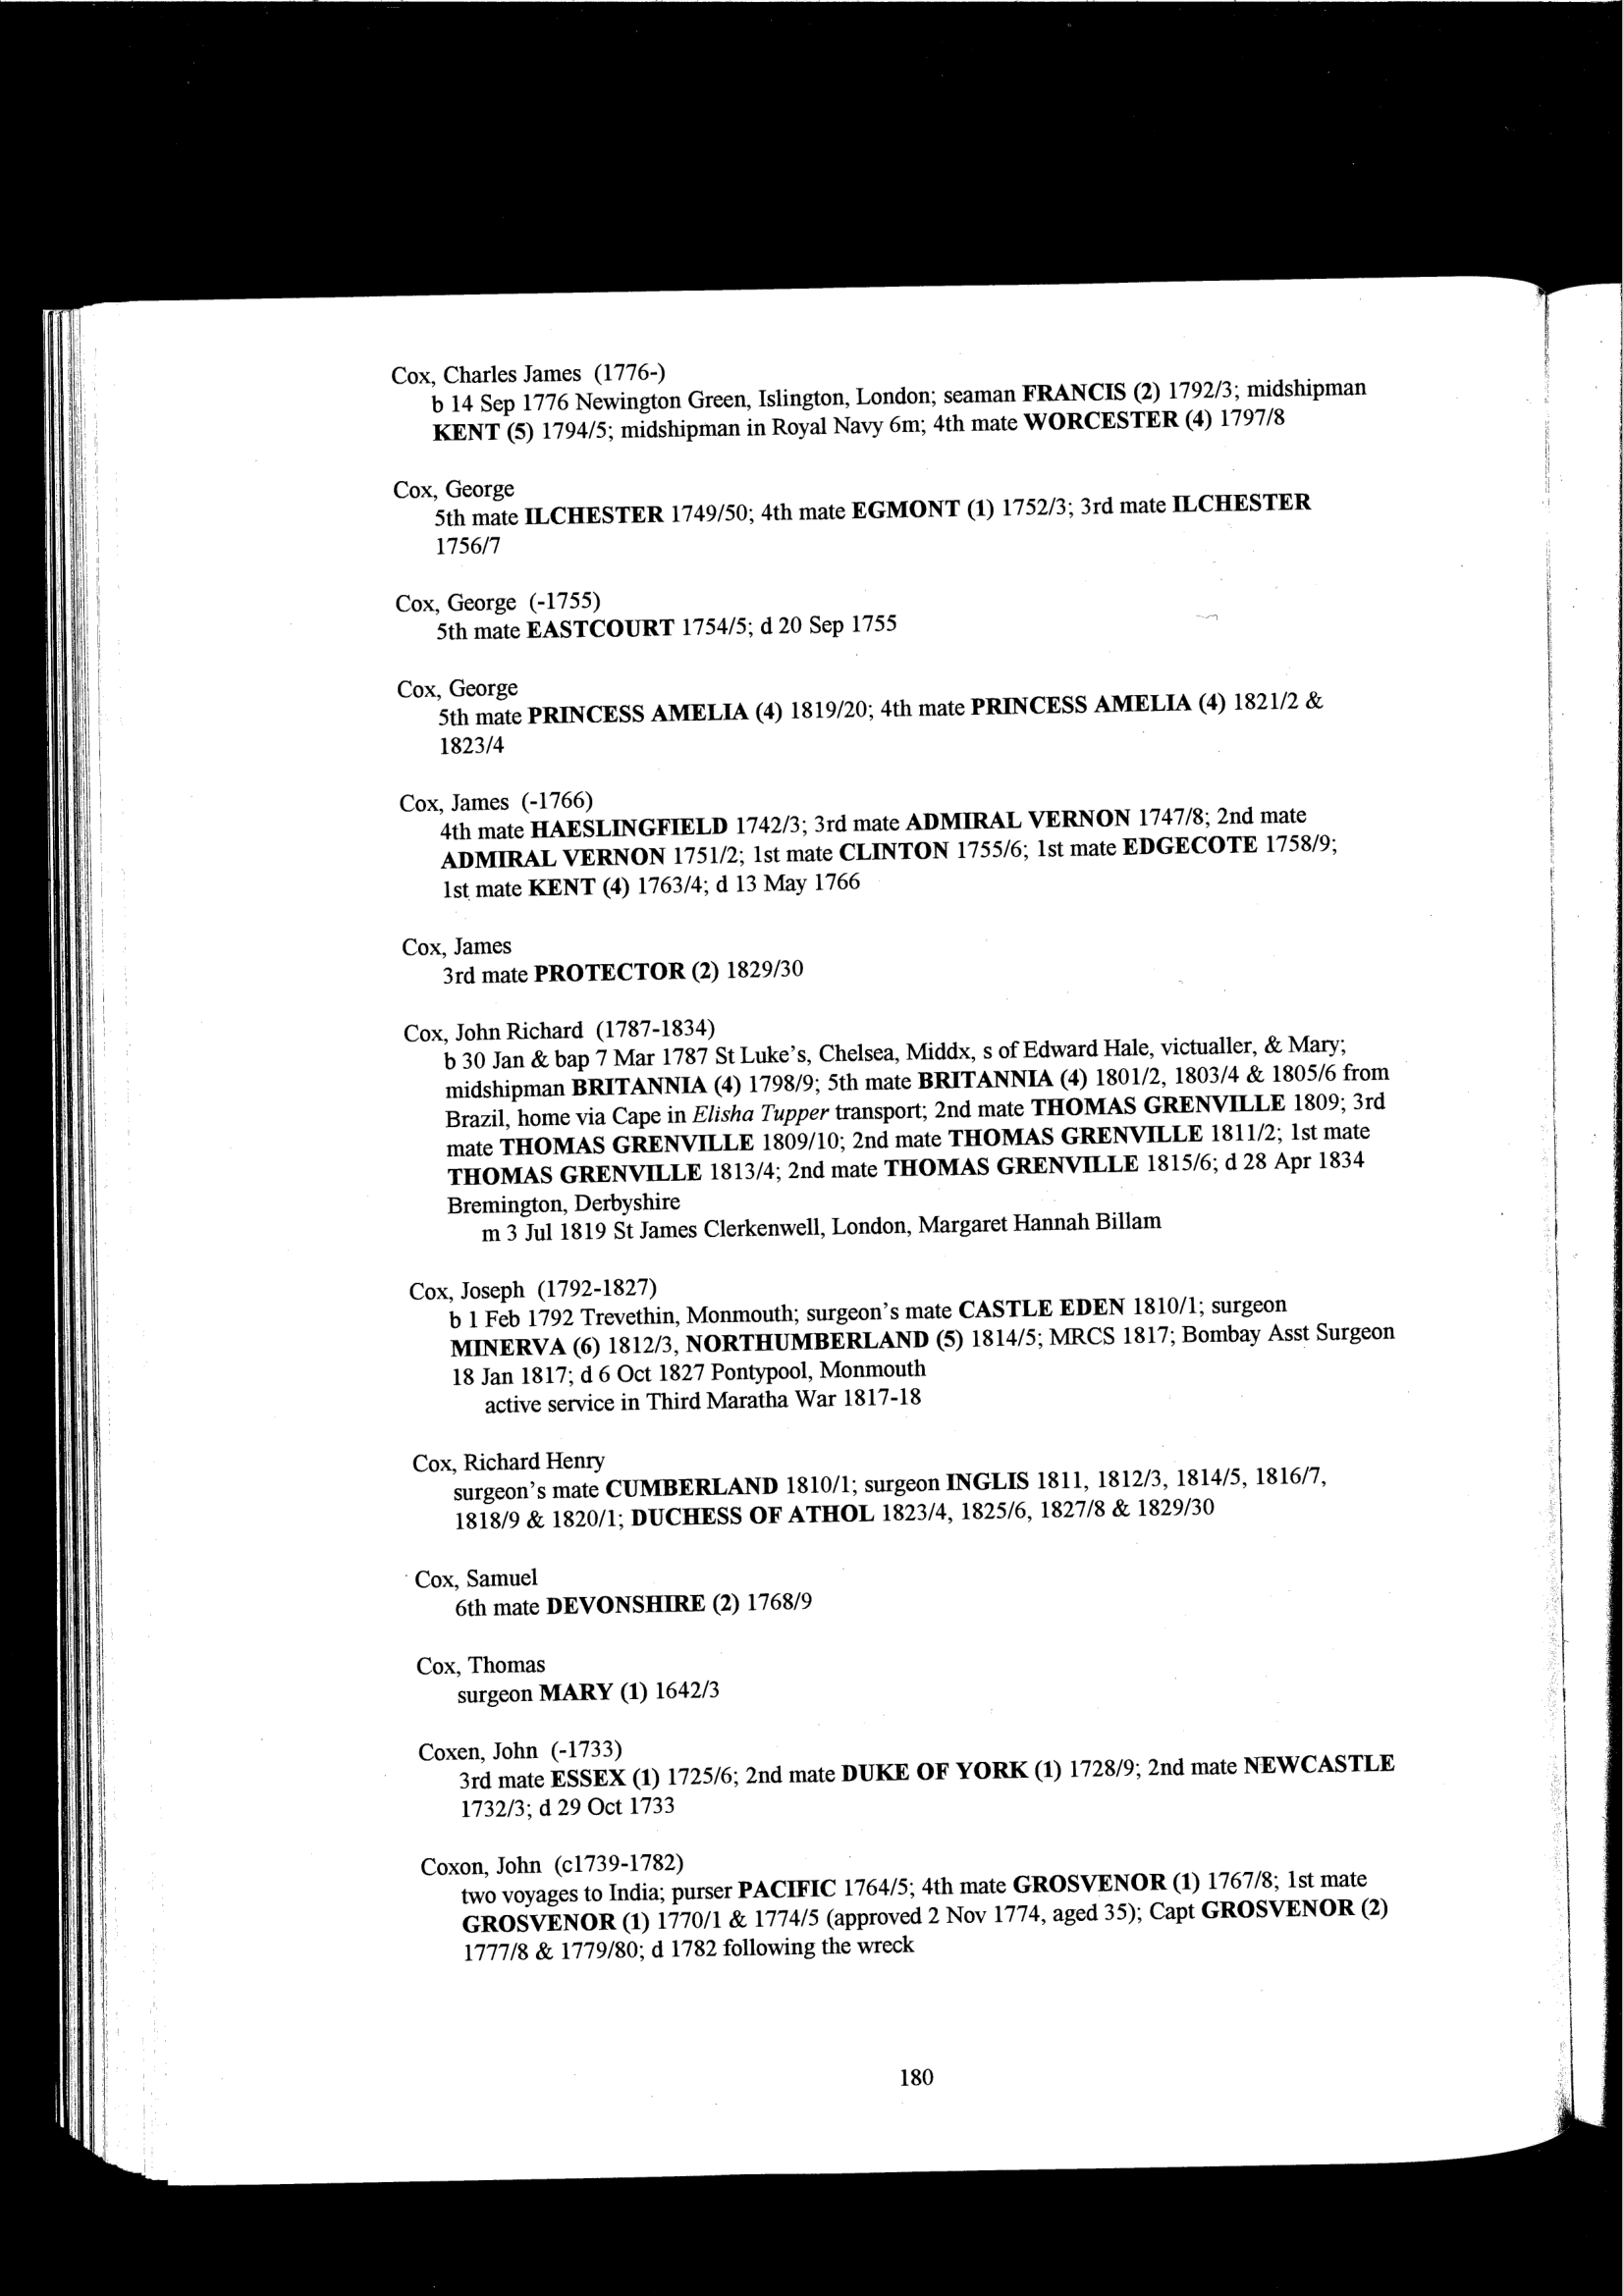 Cox, Charles James (1776-)
b 14 Sep 1776 Newington Green, Islington, London; seaman FRANCIS (2) 1792/3; midshipman
KENT (5) 1794/5; midshipman in Royal Navy 6m; 4th mate WORCESTER (4) 1797/8
Cox, George
5th mate ILCHESTER 1749/50; 4th mate EGMONT (1) 1752/3; 3rd mate ILCHESTER
1756/7
Cox, George (-1755)
5th mate EASTCOURT 1754/5; d 20 Sep 1755
Cox, George
5th mate PRINCESS AMELIA (4) 1819/20; 4th mate PRINCESS AMELIA (4) 1821/2 &
1823/4
Cox, James (-1766)
4th mate HAESLINGFIELD 1742/3; 3rd mate ADMIRAL VERNON 1747/8; 2nd mate
ADMIRAL VERNON 1751/2; 1st mate CLINTON 1755/6; 1st mate EDGECOTE 1758/9;
1st mate KENT (4) 1763/4; d 13 May 1766
Cox, James
3rd mate PROTECTOR (2) 1829/30
Cox, John Richard (1787-1834)
b 30 Jan & bap 7 Mar 1787 St Luke's, Chelsea, Middx, s of Edward Hale, victualler, & Mary;
midshipman BRITANNIA (4) 1798/9; 5th mate BRITANNIA (4) 1801/2, 1803/4 & 1805/6 from
Brazil, home via Cape in Elisha Tupper transport; 2nd mate THOMAS GRENVILLE 1809; 3rd
mate THOMAS GRENVILLE 1809/10; 2nd mate THOMAS GRENVILLE 1811/2; 1st mate
THOMAS GRENVILLE 1813/4; 2nd mate THOMAS GRENVILLE 1815/6; d 28 Apr 1834
Bremington, Derbyshire
m 3 Jul 1819 St James Clerkenwell, London, Margaret Hannah Billam
Cox, Joseph (1792-1827)
b 1 Feb 1792 Trevethin, Monmouth; surgeon's mate CASTLE EDEN 1810/1; surgeon
MINERVA (6) 1812/3, NORTHUMBERLAND (5) 1814/5; MRCS 1817; Bombay Asst Surgeon
18 Jan 1817; d 6 Oct 1827 Pontypool, Monmouth
active service in Third Maratha War 1817-18
Cox, Richard Henry
surgeon's mate CUMBERLAND 1810/1; surgeon INGLIS 1811, 1812/3, 1814/5, 1816/7,
1818/9 & 1820/1; DUCHESS OF ATHOL 1823/4, 1825/6, 1827/8 & 1829/30
Cox, Samuel
6th mate DEVONSHIRE (2) 1768/9
Cox, Thomas
surgeon MARY (1) 1642/3
Coxen, John (-1733)
3rd mate ESSEX (1) 1725/6; 2nd mate DUKE OF YORK (1) 1728/9; 2nd mate NEWCASTLE
1732/3; d 29 Oct 1733
Coxon, John (c1739-1782)
two voyages to India; purser PACIFIC 1764/5; 4th mate GROSVENOR (1) 1767/8; 1st mate
GROSVENOR (1) 1770/1 & 1774/5 (approved 2 Nov 1774, aged 35); Capt GROSVENOR (2)
1777/8 & 1779/80; d 1782 following the wreck
180